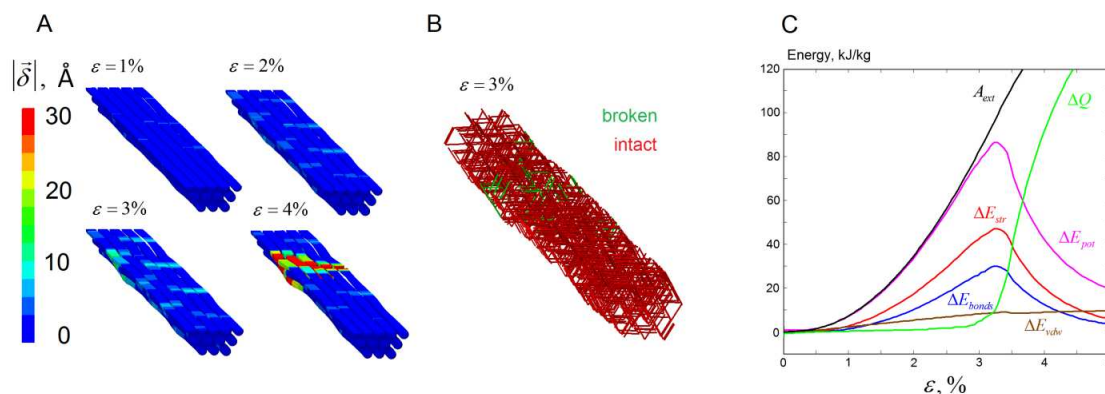 A
|δ⃗|, Å
ε = 1%
ε = 2%
30
20
10
0
ε = 3%
ε = 4%
B
ε = 3%
broken
intact
C
Energy, kJ/kg
120
100
80
60
40
20
0
A_ext
ΔQ
ΔE_pot
ΔE_str
ΔE_bonds
ΔE_vdw
0 1 2 3 4
ε, %